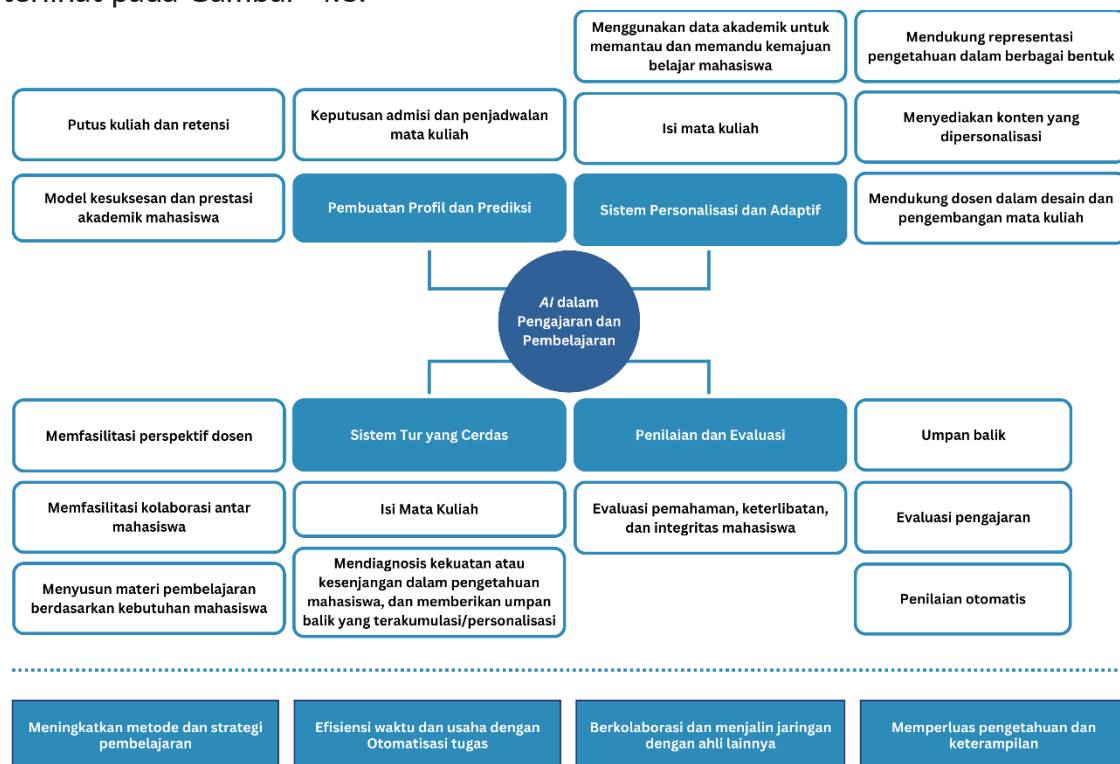 terlihat pada Gambar 4.8.
Menggunakan data akademik untuk
memantau dan memandu kemajuan
belajar mahasiswa
Mendukung representasi
pengetahuan dalam berbagai bentuk
Putus kuliah dan retensi
Keputusan admisi dan penjadwalan
mata kuliah
Isi mata kuliah
Menyediakan konten yang
dipersonalisasi
Model kesuksesan dan prestasi
akademik mahasiswa
Pembuatan Profil dan Prediksi
Sistem Personalisasi dan Adaptif
Mendukung dosen dalam desain dan
pengembangan mata kuliah
AI dalam
Pengajaran dan
Pembelajaran
Memfasilitasi perspektif dosen
Sistem Tur yang Cerdas
Penilaian dan Evaluasi
Umpan balik
Memfasilitasi kolaborasi antar
mahasiswa
Isi Mata Kuliah
Evaluasi pemahaman, keterlibatan,
dan integritas mahasiswa
Evaluasi pengajaran
Menyusun materi pembelajaran
berdasarkan kebutuhan mahasiswa
Mendiagnosis kekuatan atau
kesenjangan dalam pengetahuan
mahasiswa, dan memberikan umpan
balik yang terakumulasi/personalisasi
Penilaian otomatis
Meningkatkan metode dan strategi
pembelajaran
Efisiensi waktu dan usaha dengan
Otomatisasi tugas
Berkolaborasi dan menjalin jaringan
dengan ahli lainnya
Memperluas pengetahuan dan
keterampilan